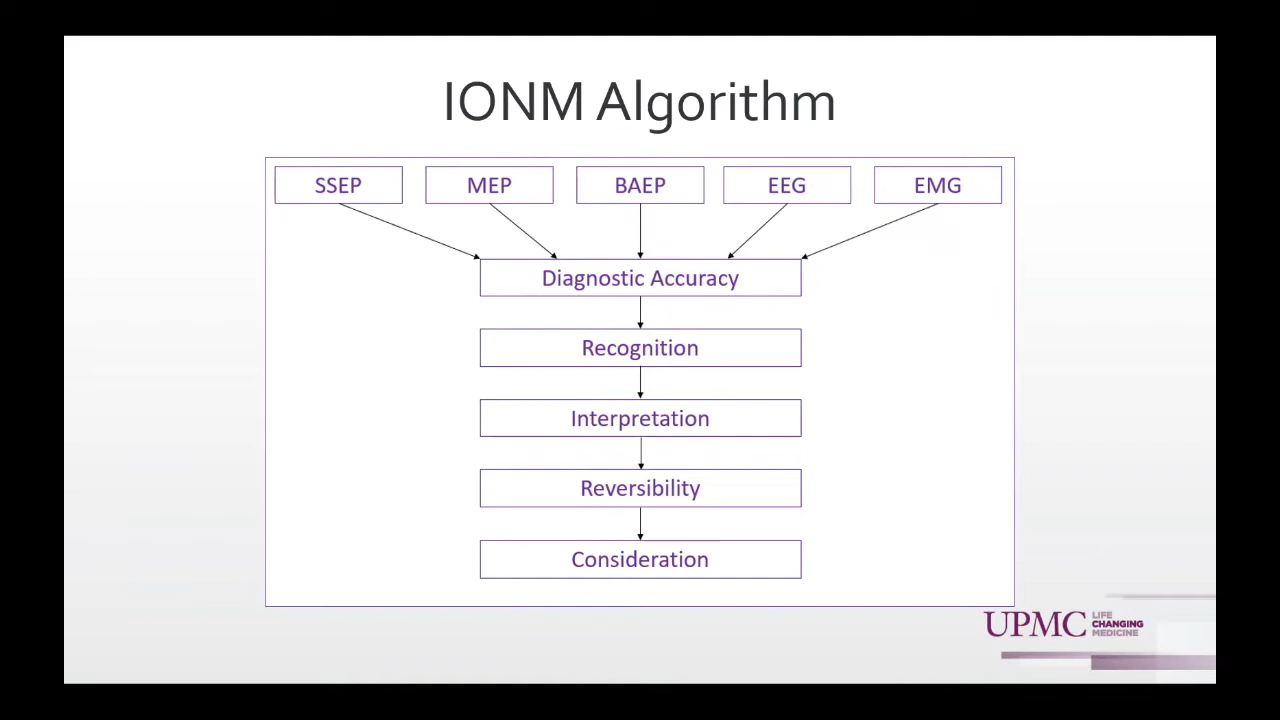 IONM Algorithm
SSEP MEP BAEP EEG EMG
Diagnostic Accuracy
Recognition
Interpretation
Reversibility
Consideration
UPMC LIFE
CHANGING
MEDICINE